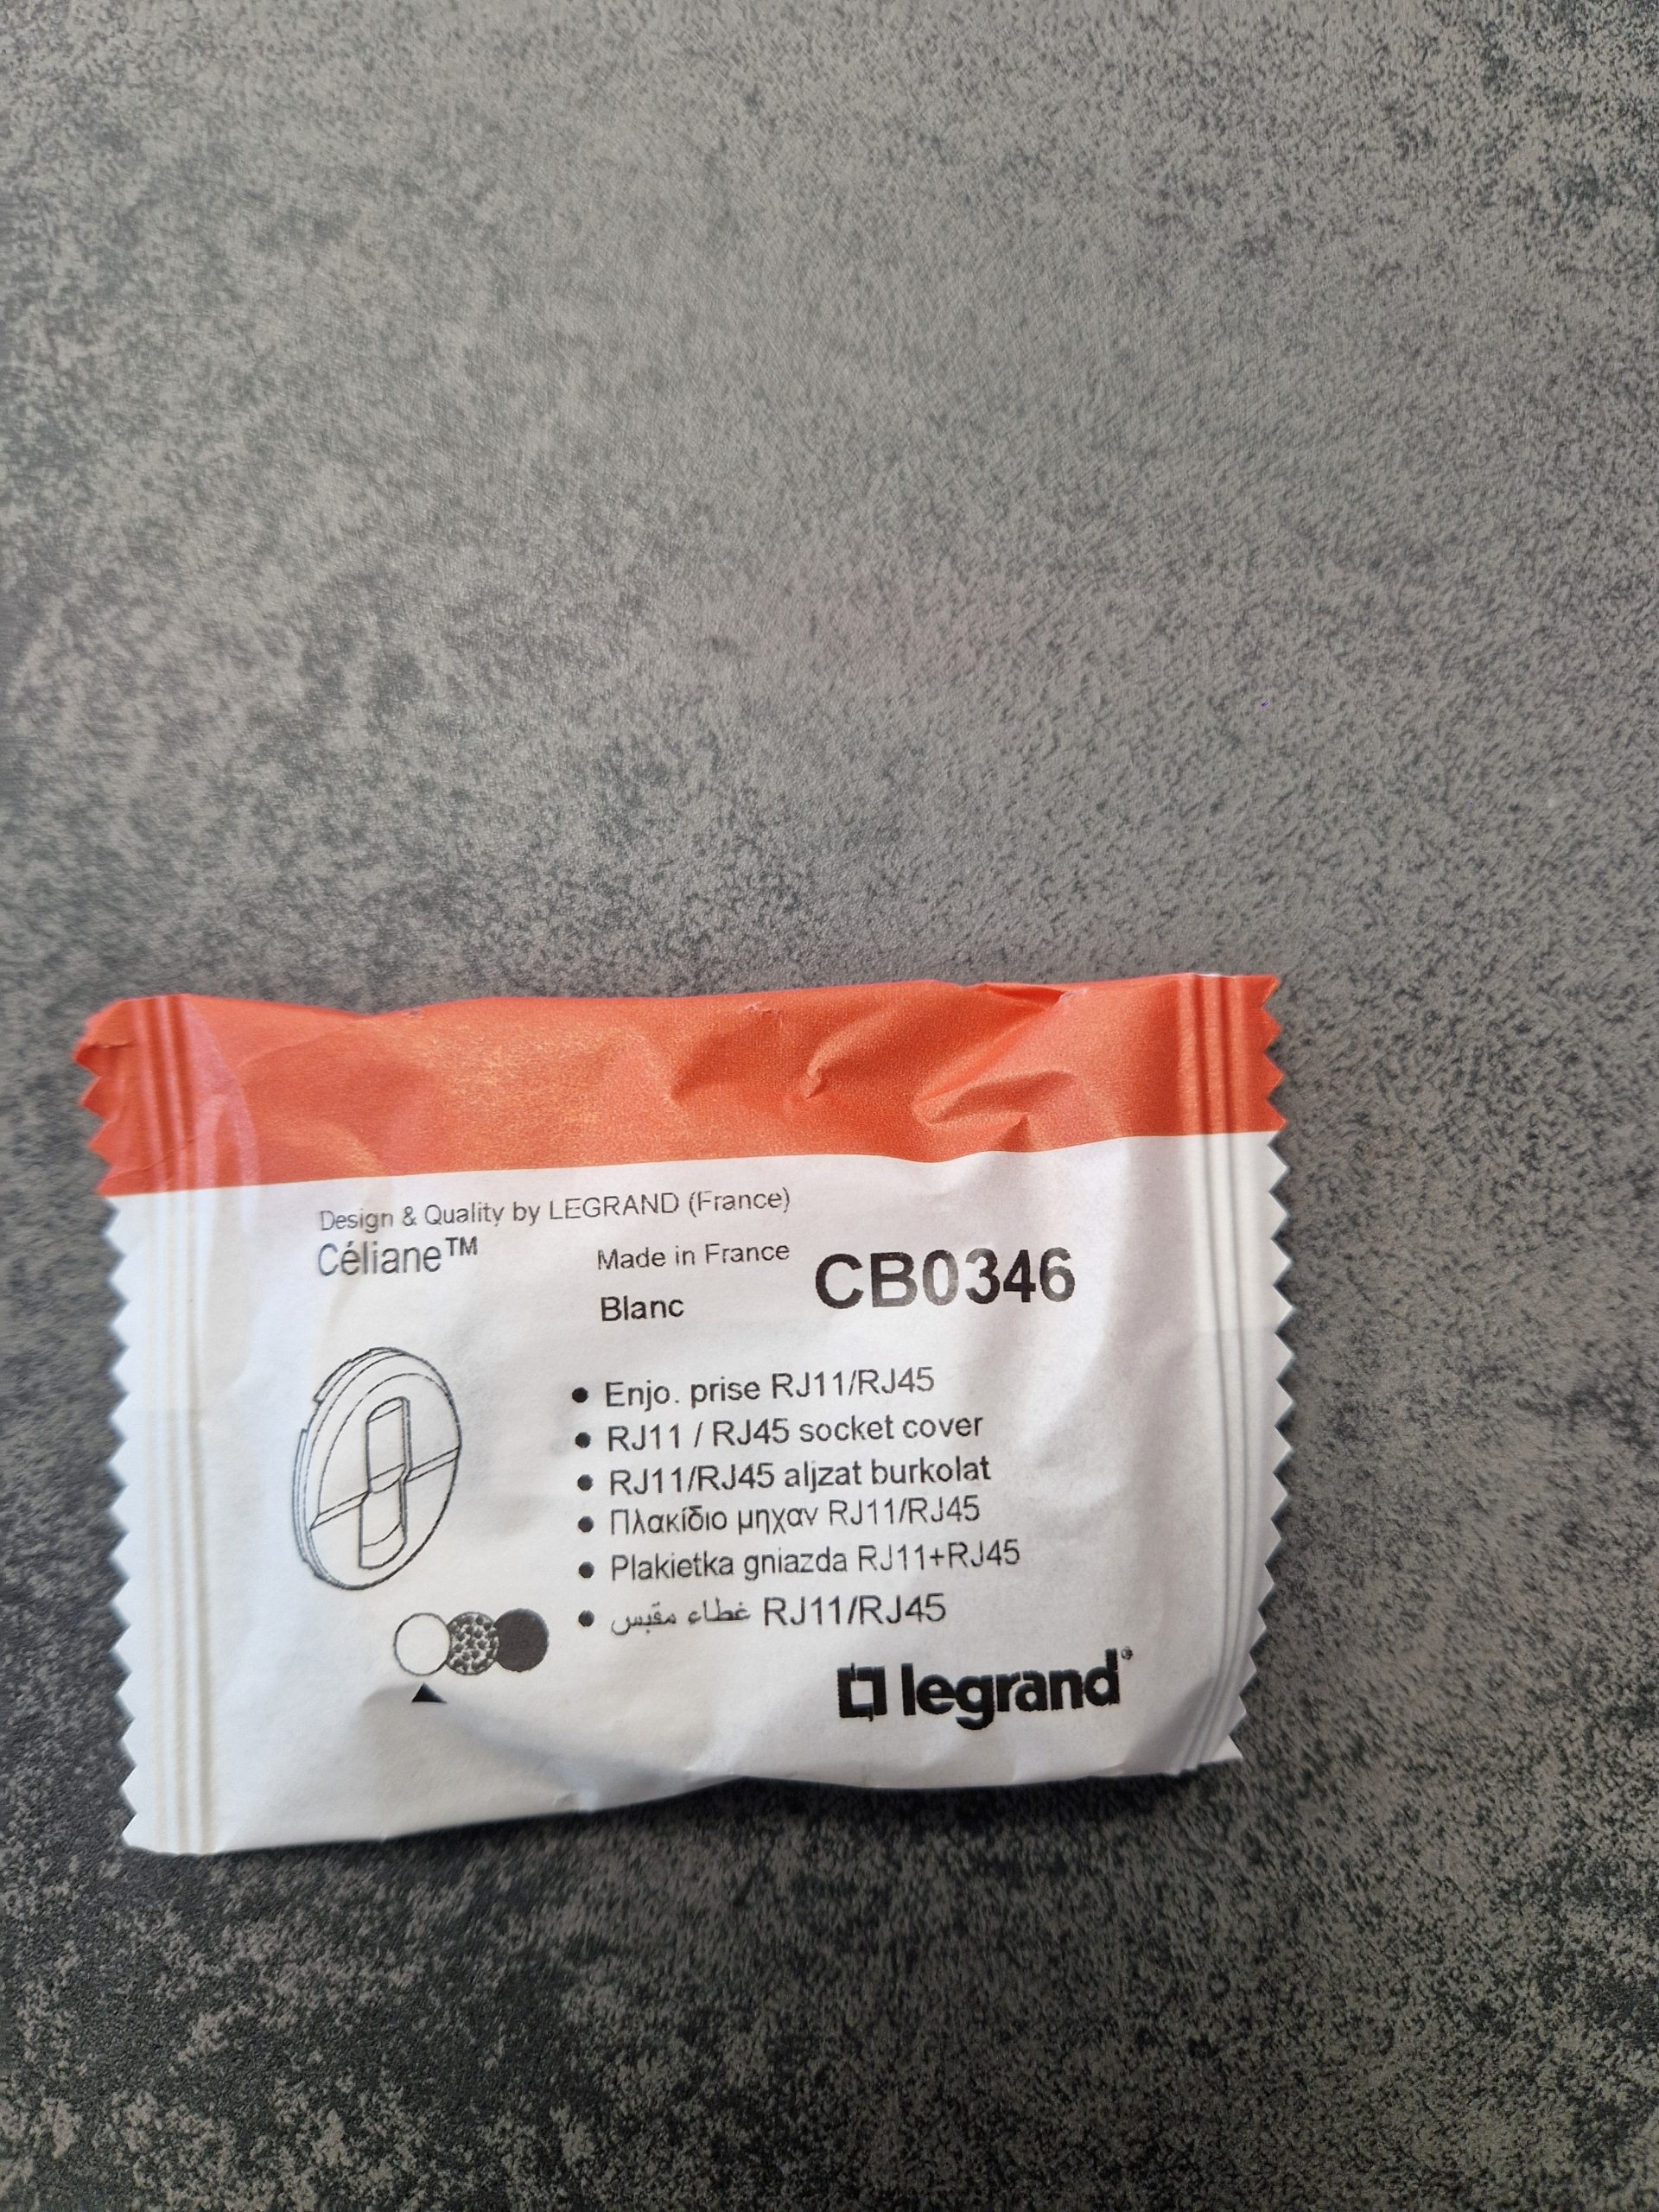 Design & Quality by LEGRAND (France)
Céliane™ Made in France CB0346
Blanc
• Enjo. prise RJ11/RJ45
• RJ11 / RJ45 socket cover
• RJ11/RJ45 aljzat burkolat
• Πλακίδιο μηχαν RJ11/RJ45
• Plakietka gniazda RJ11+RJ45
• غطاء مقبس RJ11/RJ45
legrand®